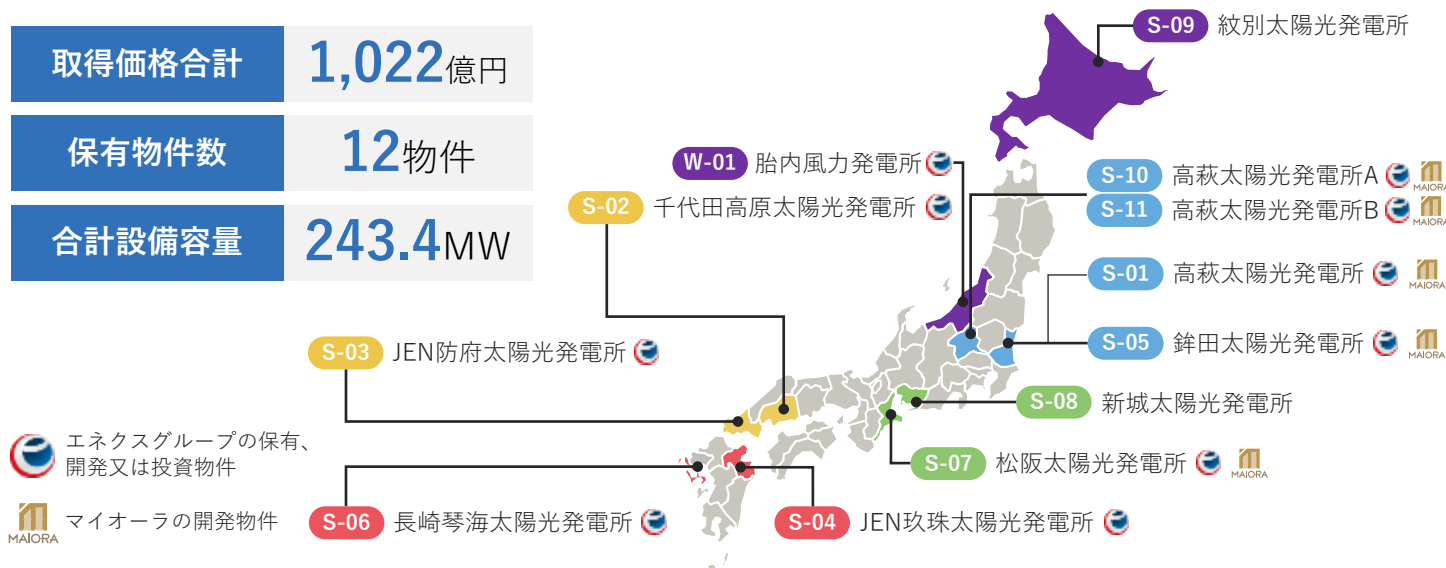 取得価格合計 1,022億円
保有物件数 12物件
合計設備容量 243.4MW
S-09 紋別太陽光発電所
W-01 胎内風力発電所
S-02 千代田高原太陽光発電所
S-10 高萩太陽光発電所A MAIORA
S-11 高萩太陽光発電所B MAIORA
S-01 高萩太陽光発電所 MAIORA
S-05 鉾田太陽光発電所 MAIORA
S-03 JEN防府太陽光発電所
S-08 新城太陽光発電所
S-07 松阪太陽光発電所 MAIORA
S-06 長崎琴海太陽光発電所
S-04 JEN玖珠太陽光発電所
エネクスグループの保有、
開発又は投資物件
MAIORA マイオーラの開発物件